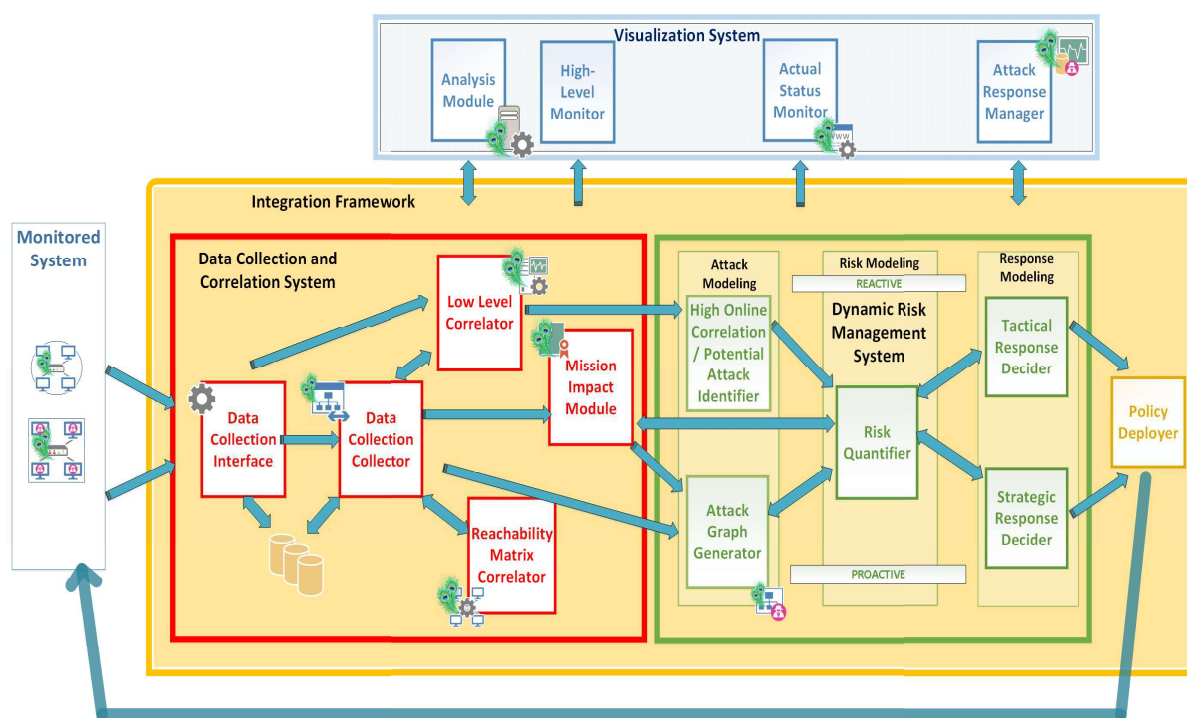 Visualization System
Analysis
Module
High-
Level
Monitor
Actual
Status
Monitor
WWW
Attack
Response
Manager
Integration Framework
Monitored
System
Data Collection and
Correlation System
Low Level
Correlator
Mission
Impact
Module
Data
Collection
Interface
Data
Collection
Collector
Reachability
Matrix
Correlator
Attack
Modeling
High Online
Correlation
/ Potential
Attack
Identifier
Attack
Graph
Generator
Risk Modeling
REACTIVE
Dynamic Risk
Management
System
Risk
Quantifier
PROACTIVE
Response
Modeling
Tactical
Response
Decider
Strategic
Response
Decider
Policy
Deployer